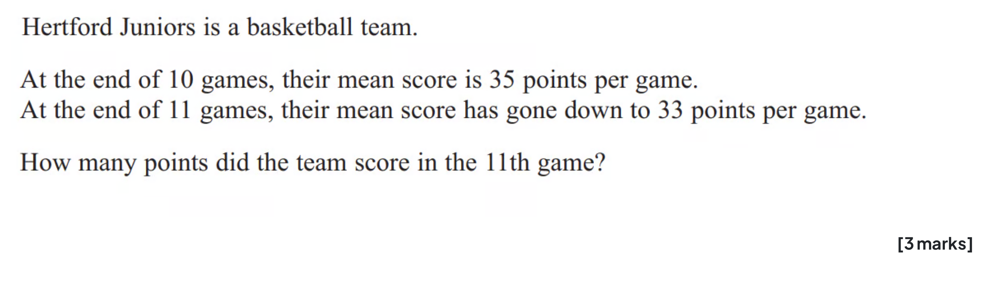 Hertford Juniors is a basketball team.
At the end of 10 games, their mean score is 35 points per game.
At the end of 11 games, their mean score has gone down to 33 points per game.
How many points did the team score in the 11th game?
[3 marks]